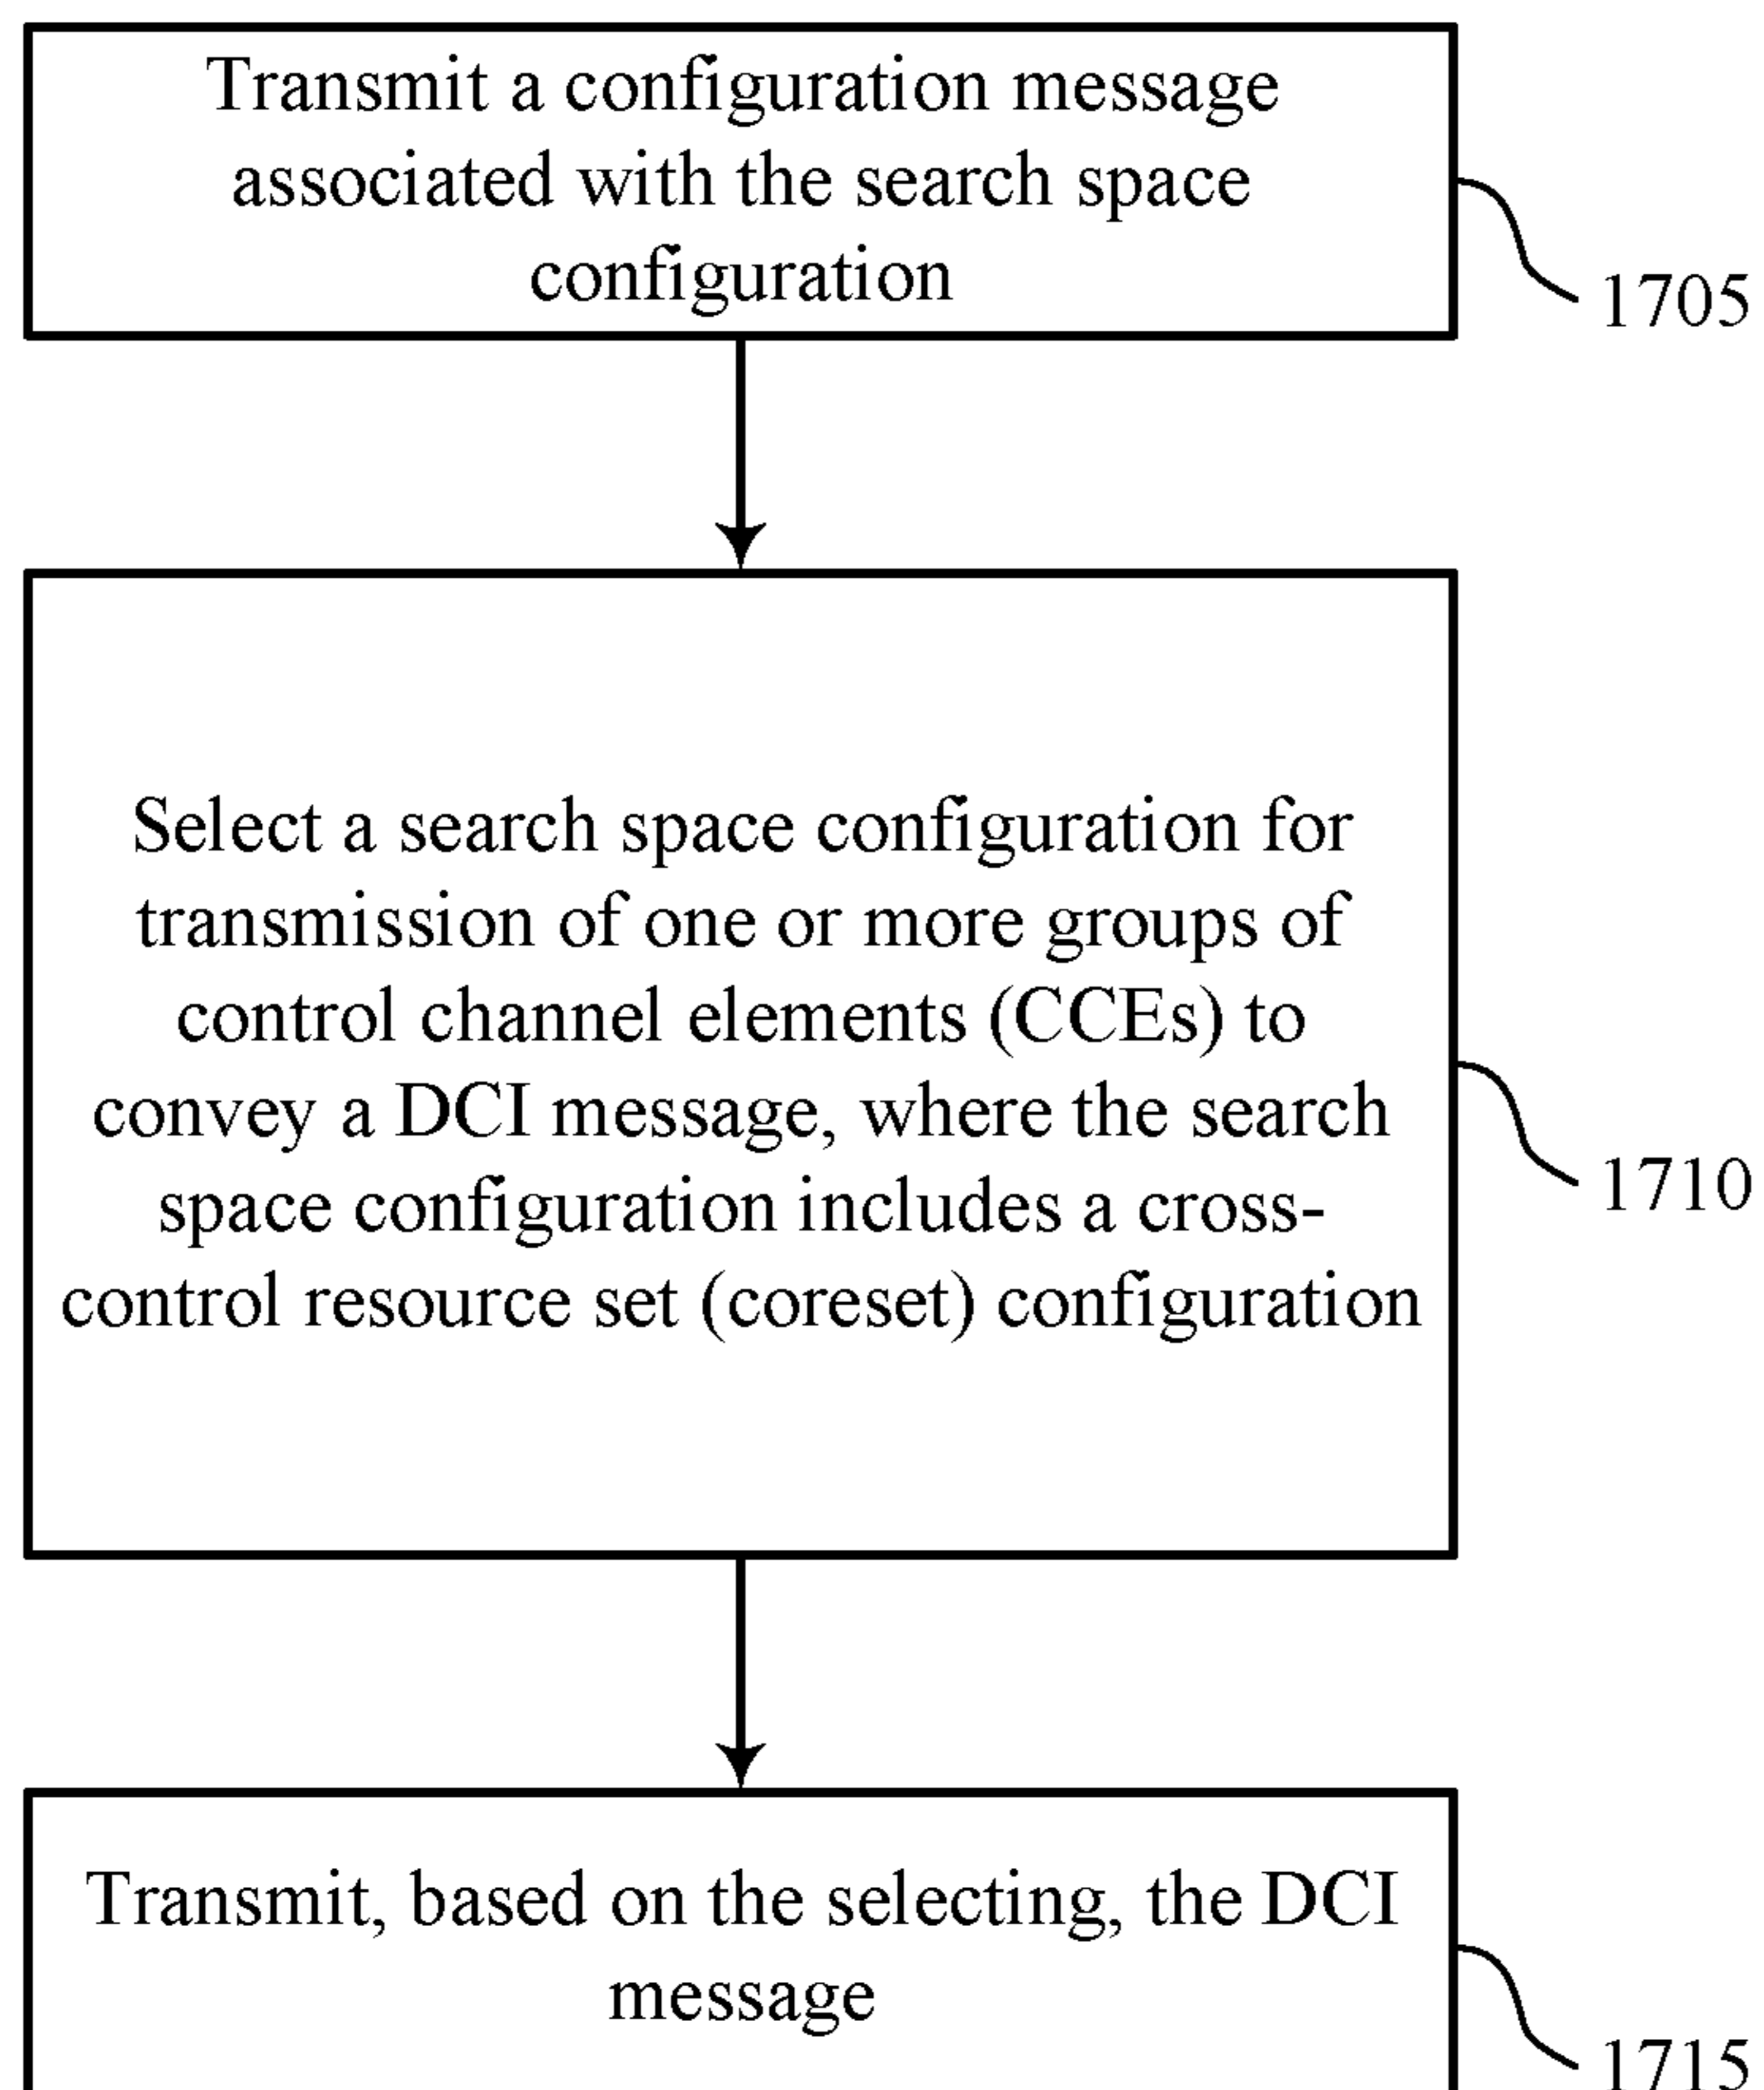 Transmit a configuration message
associated with the search space
configuration
1705
Select a search space configuration for
transmission of one or more groups of
control channel elements (CCEs) to
convey a DCI message, where the search
space configuration includes a cross-
control resource set (coreset) configuration
1710
Transmit, based on the selecting, the DCI
message
1715